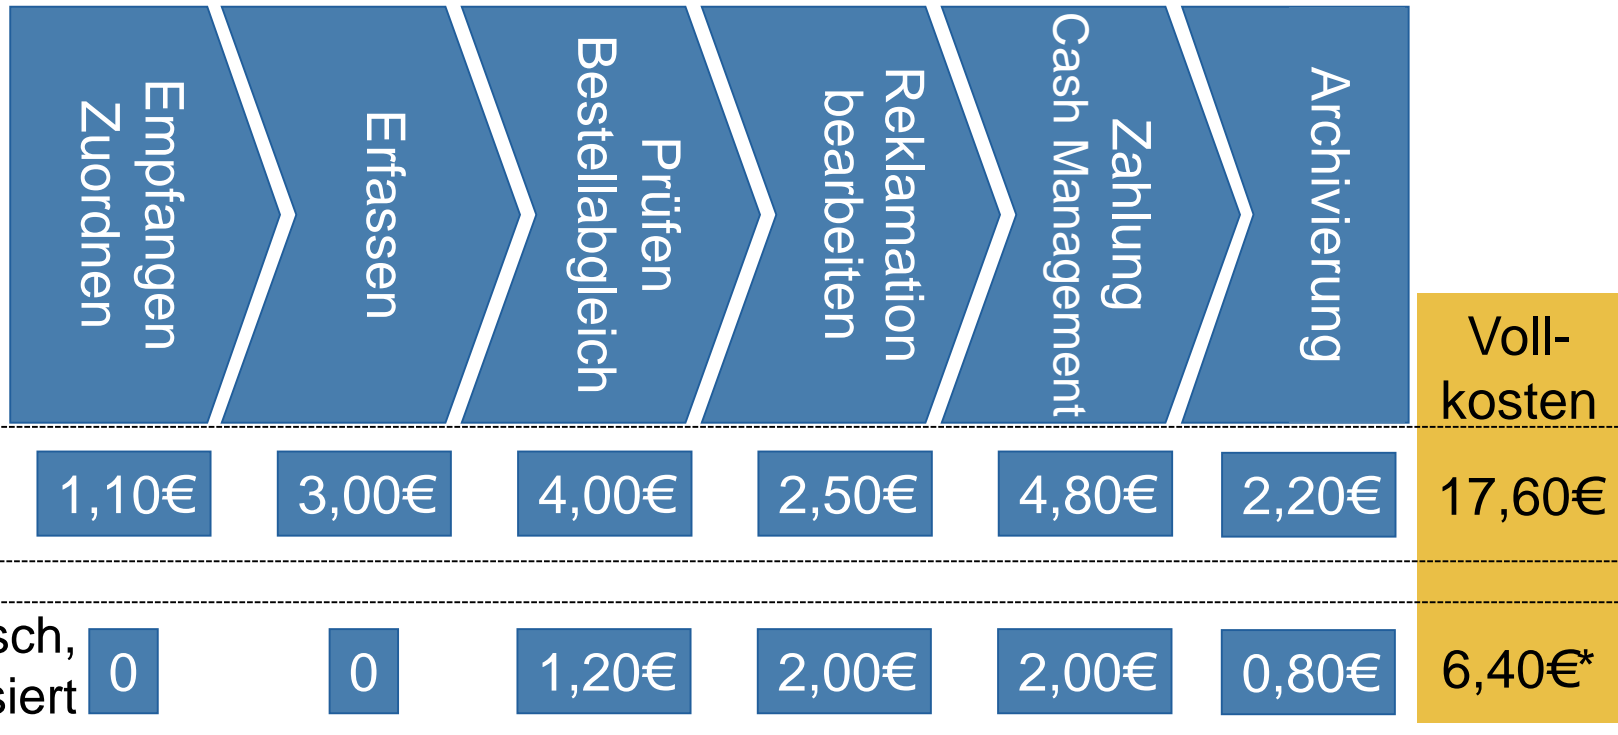 Empfangen
Zuordnen
Erfassen
Prüfen
Bestellabgleich
Reklamation
bearbeiten
Zahlung
Cash Management
Archivierung
Voll-
kosten
1,10€ 3,00€ 4,00€ 2,50€ 4,80€ 2,20€ 17,60€
sch,
siert
0 0 1,20€ 2,00€ 2,00€ 0,80€ 6,40€*